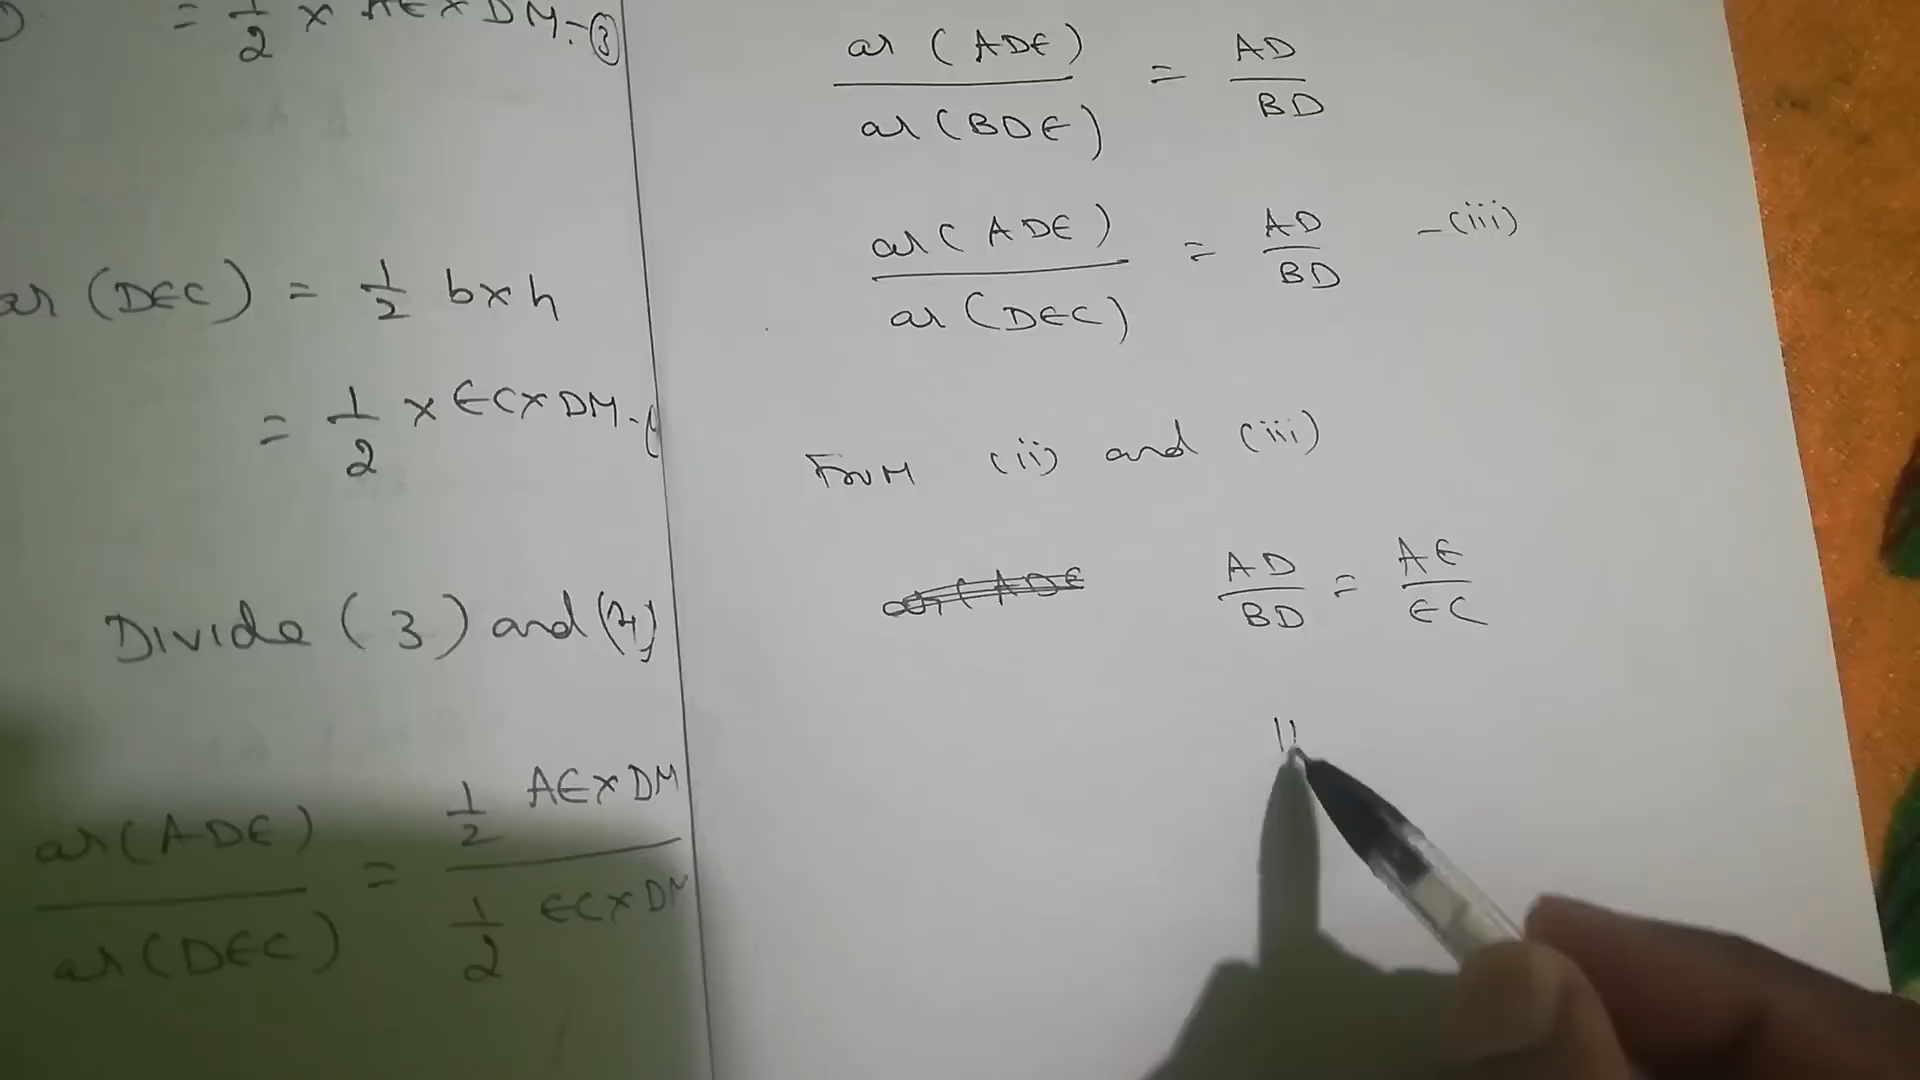 = 1/2 × AE × DM - (3)
ar (DEC) = 1/2 b×h
= 1/2 × EC × DM -
Divide (3) and (4)
ar (ADE) / ar (DEC) = 1/2 AE × DM / 1/2 EC × DM
ar (ADE) / ar (BDE) = AD / BD
ar (ADE) / ar (DEC) = AD / BD - (iii)
From (ii) and (iii)
AD / BD = AE / EC